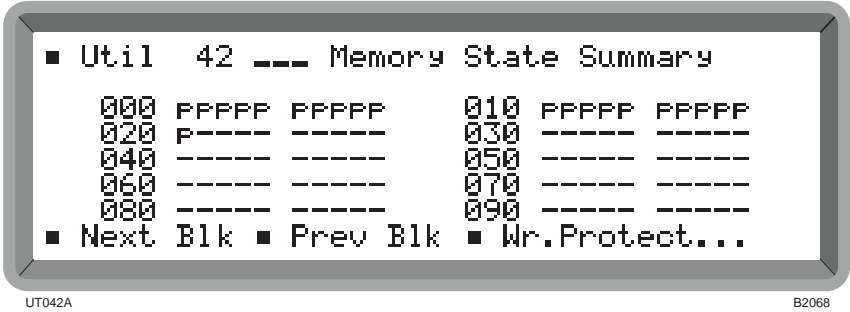 ▪ Util 42 ___ Memory State Summary
000 PPPPP PPPPP 010 PPPPP PPPPP
020 P---- ----- 030 ----- -----
040 ----- ----- 050 ----- -----
060 ----- ----- 070 ----- -----
080 ----- ----- 090 ----- -----
▪ Next Blk ▪ Prev Blk ▪ Wr.Protect...
UT042A B2068